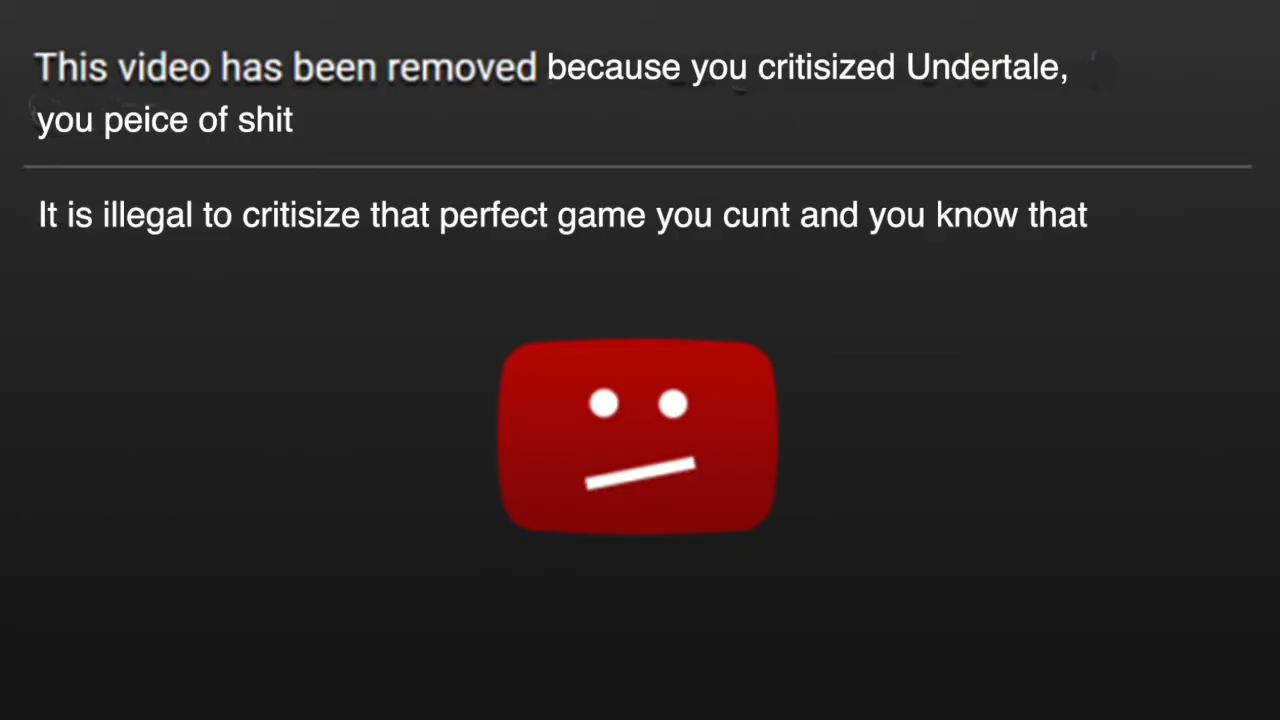 This video has been removed because you critisized Undertale,
you peice of shit
It is illegal to critisize that perfect game you cunt and you know that